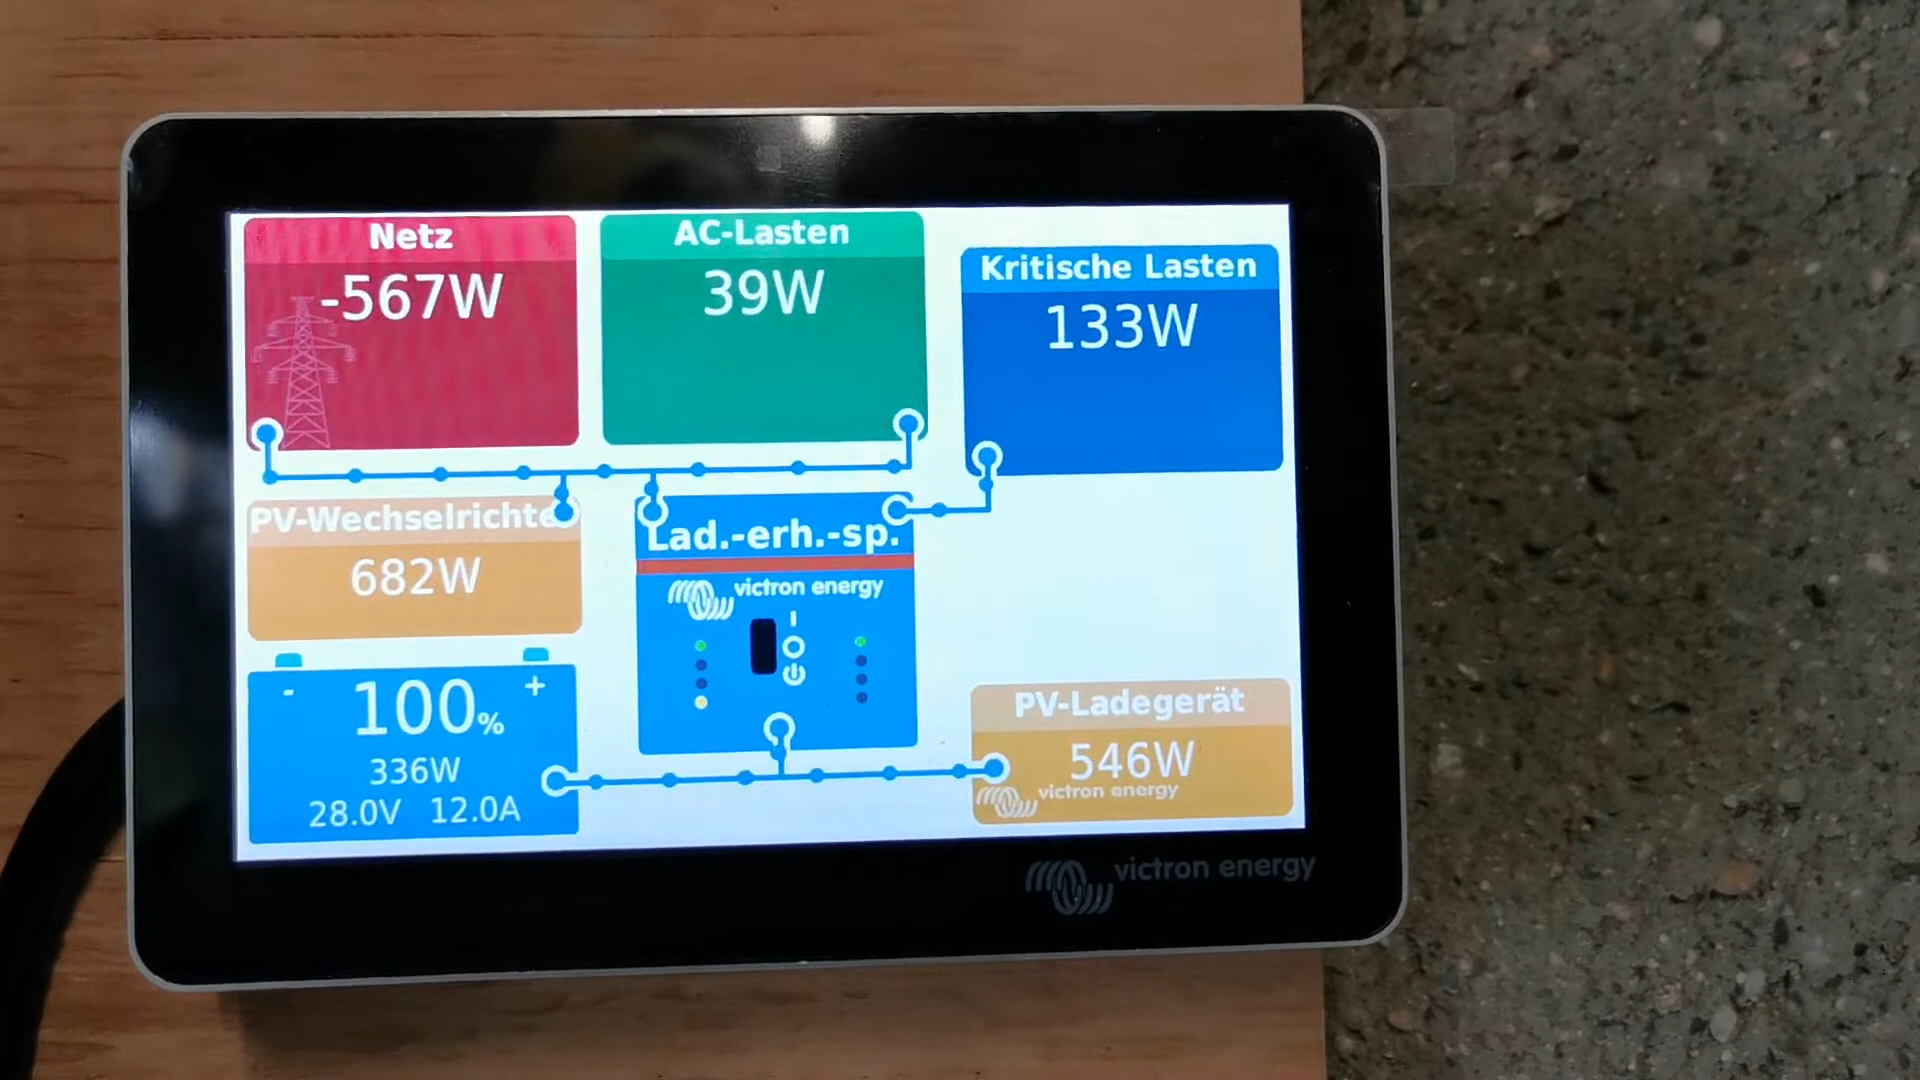 Netz
-567W
AC-Lasten
39W
Kritische Lasten
133W
PV-Wechselrichte
682W
Lad.-erh.-sp.
victron energy
- 100% +
336W
28.0V 12.0A
PV-Ladegerät
546W
victron energy
victron energy